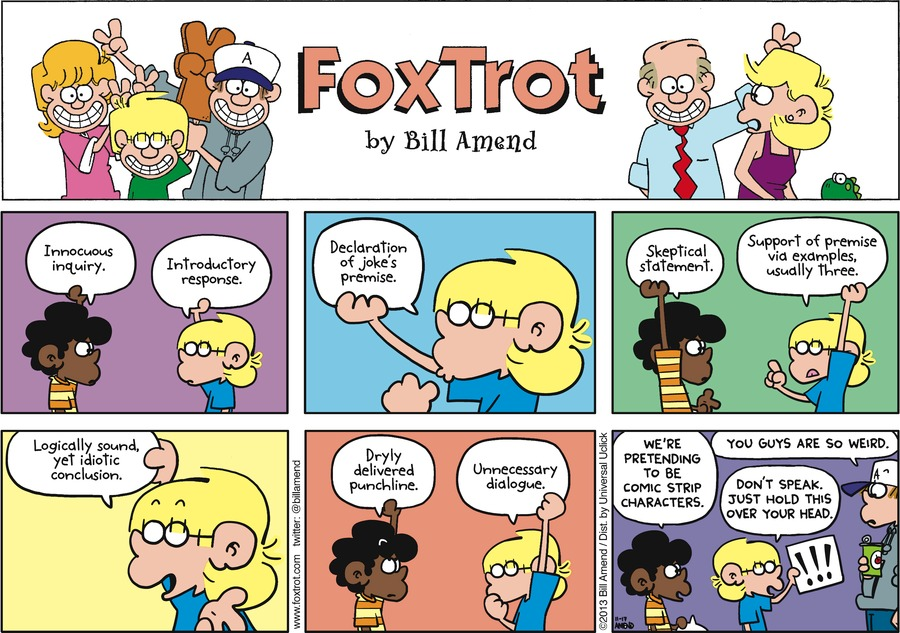 FoxTrot
by Bill Amend
A
Innocuous
inquiry.
Introductory
response.
Declaration
of joke's
premise.
Skeptical
statement.
Support of premise
via examples,
usually three.
Logically sound,
yet idiotic
conclusion.
www.foxtrot.com twitter: @billamend
Dryly
delivered
punchline.
Unnecessary
dialogue.
©2013 Bill Amend / Dist. by Universal Uclick
WE'RE
PRETENDING
TO BE
COMIC STRIP
CHARACTERS.
YOU GUYS ARE SO WEIRD.
DON'T SPEAK.
JUST HOLD THIS
OVER YOUR HEAD.
!!!
A
11-17
AMEND